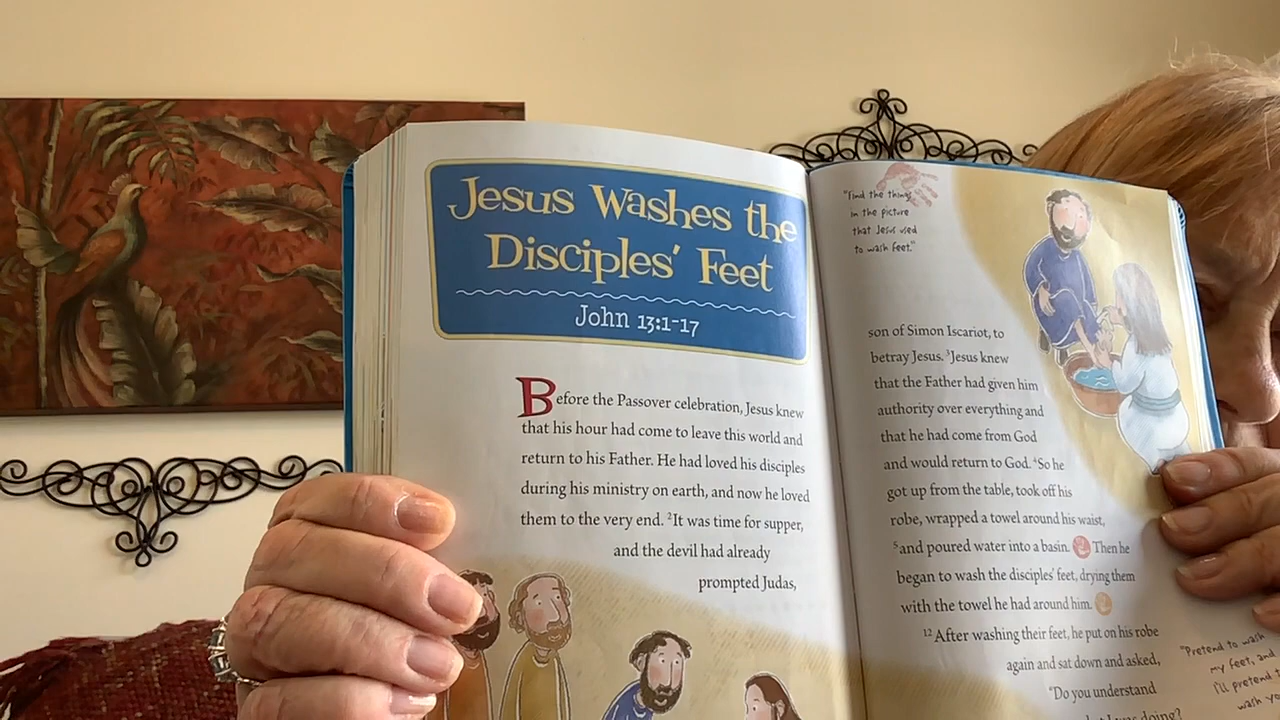 Jesus Washes the
Disciples' Feet
John 13:1-17
Before the Passover celebration, Jesus knew
that his hour had come to leave this world and
return to his Father. He had loved his disciples
during his ministry on earth, and now he loved
them to the very end. ²It was time for supper,
and the devil had already
prompted Judas,
"Find the things
in the picture
that Jesus used
to wash feet."
son of Simon Iscariot, to
betray Jesus. ³Jesus knew
that the Father had given him
authority over everything and
that he had come from God
and would return to God. ⁴So he
got up from the table, took off his
robe, wrapped a towel around his waist,
⁵and poured water into a basin. Then he
began to wash the disciples' feet, drying them
with the towel he had around him.
¹² After washing their feet, he put on his robe
again and sat down and asked,
"Do you understand
what I was doing?
"Pretend to wash
my feet, and
I'll pretend
wash yo